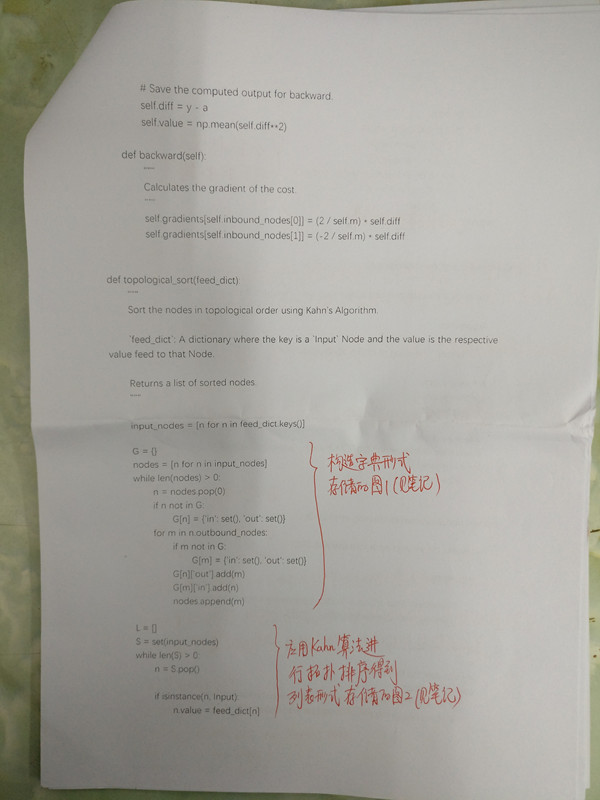 # Save the computed output for backward.
self.diff = y - a
self.value = np.mean(self.diff**2)
def backward(self):
"""
Calculates the gradient of the cost.
"""
self.gradients[self.inbound_nodes[0]] = (2 / self.m) * self.diff
self.gradients[self.inbound_nodes[1]] = (-2 / self.m) * self.diff
def topological_sort(feed_dict):
"""
Sort the nodes in topological order using Kahn's Algorithm.
`feed_dict`: A dictionary where the key is a `Input` Node and the value is the respective
value feed to that Node.
Returns a list of sorted nodes.
"""
input_nodes = [n for n in feed_dict.keys()]
G = {}
nodes = [n for n in input_nodes]
while len(nodes) > 0:
n = nodes.pop(0)
if n not in G:
G[n] = {'in': set(), 'out': set()}
for m in n.outbound_nodes:
if m not in G:
G[m] = {'in': set(), 'out': set()}
G[n]['out'].add(m)
G[m]['in'].add(n)
nodes.append(m)
构造字典形式
存储的图1(见笔记)
L = []
S = set(input_nodes)
while len(S) > 0:
n = S.pop()
if isinstance(n, Input):
n.value = feed_dict[n]
应用Kahn算法进
行拓扑排序得到
列表形式存储的图2(见笔记)